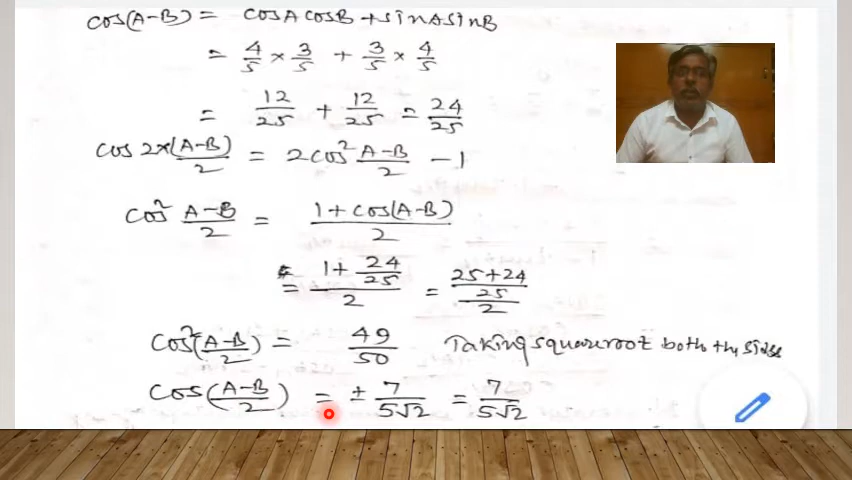 cos(A-B) = cosA cosB + sinA sinB
= 4/5 × 3/5 + 3/5 × 4/5
= 12/25 + 12/25 = 24/25
cos 2×(A-B)/2 = 2cos² A-B/2 - 1
cos² A-B/2 = 1+cos(A-B)/2
= 1+ 24/25 / 2 = 25+24/25/2
cos²(A-B/2) = 49/50 Taking squareroot both the sides
cos(A-B/2) = ± 7/5√2 = 7/5√2